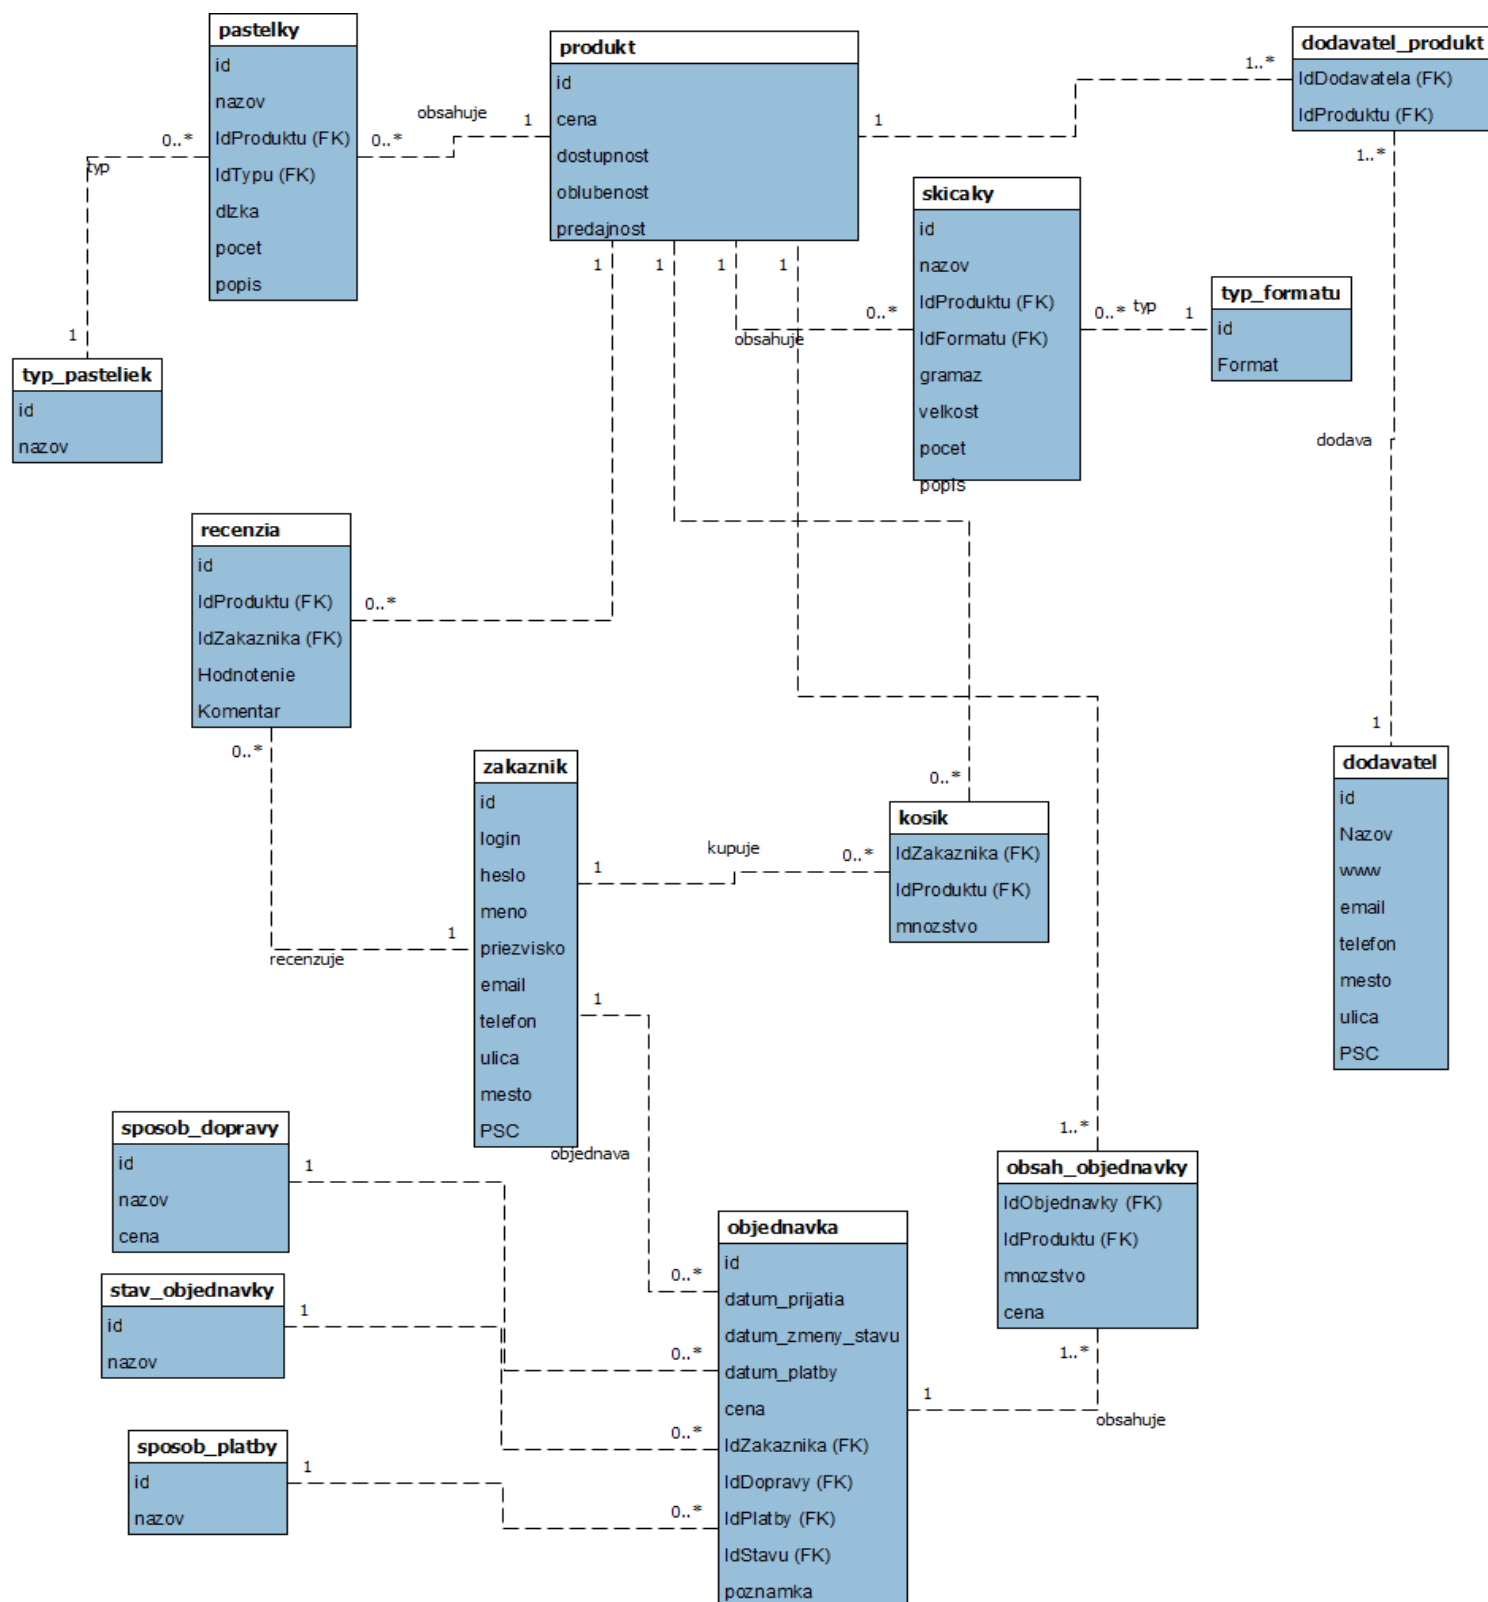 pastelky
id
nazov
IdProduktu (FK)
IdTypu (FK)
dlzka
pocet
popis
0..*
typ
1
typ_pasteliek
id
nazov
0..*
obsahuje
1
produkt
id
cena
dostupnost
oblubenost
predajnost
1
1..*
dodavatel_produkt
IdDodavatela (FK)
IdProduktu (FK)
1..*
1
1
1
1
obsahuje
0..*
skicaky
id
nazov
IdProduktu (FK)
IdFormatu (FK)
gramaz
velkost
pocet
popis
0..*
typ
1
typ_formatu
id
Format
dodava
1
dodavatel
id
Nazov
www
email
telefon
mesto
ulica
PSC
recenzia
id
IdProduktu (FK)
IdZakaznika (FK)
Hodnotenie
Komentar
0..*
0..*
recenzuje
1
zakaznik
id
login
heslo
meno
priezvisko
email
telefon
ulica
mesto
PSC
1
kupuje
0..*
0..*
kosik
IdZakaznika (FK)
IdProduktu (FK)
mnozstvo
1
objednava
0..*
sposob_dopravy
id
nazov
cena
1
0..*
stav_objednavky
id
nazov
1
0..*
sposob_platby
id
nazov
1
0..*
objednavka
id
datum_prijatia
datum_zmeny_stavu
datum_platby
cena
IdZakaznika (FK)
IdDopravy (FK)
IdPlatby (FK)
IdStavu (FK)
poznamka
1..*
obsah_objednavky
IdObjednavky (FK)
IdProduktu (FK)
mnozstvo
cena
1..*
1
obsahuje